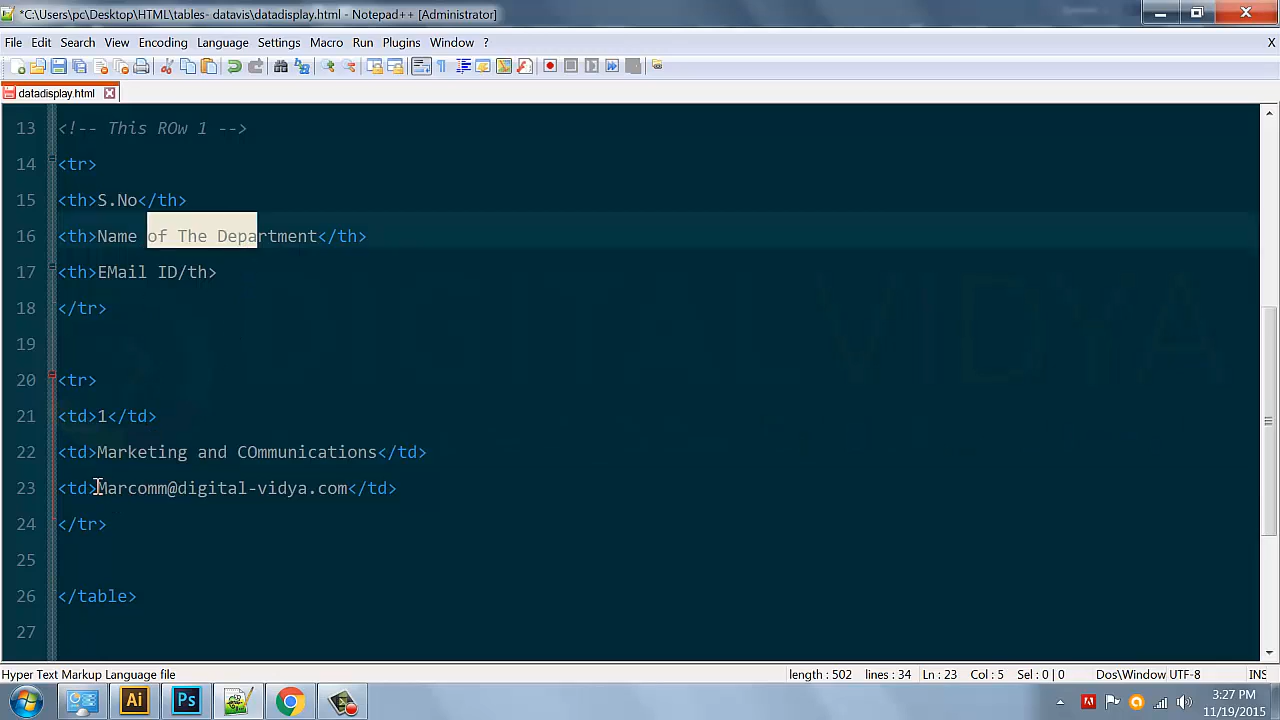 *C:\Users\pc\Desktop\HTML\tables- datavis\datadisplay.html - Notepad++ [Administrator]
File Edit Search View Encoding Language Settings Macro Run Plugins Window ? X
datadisplay.html
13 <!-- This ROw 1 -->
14 <tr>
15 <th>S.No</th>
16 <th>Name of The Department</th>
17 <th>EMail ID/th>
18 </tr>
19
20 <tr>
21 <td>1</td>
22 <td>Marketing and COmmunications</td>
23 <td>Marcomm@digital-vidya.com</td>
24 </tr>
25
26 </table>
27
VIDYA
Hyper Text Markup Language file length : 502 lines : 34 Ln : 23 Col : 5 Sel : 0 | 0 Dos\Window UTF-8 INS
Ai Ps 3:27 PM
11/19/2015